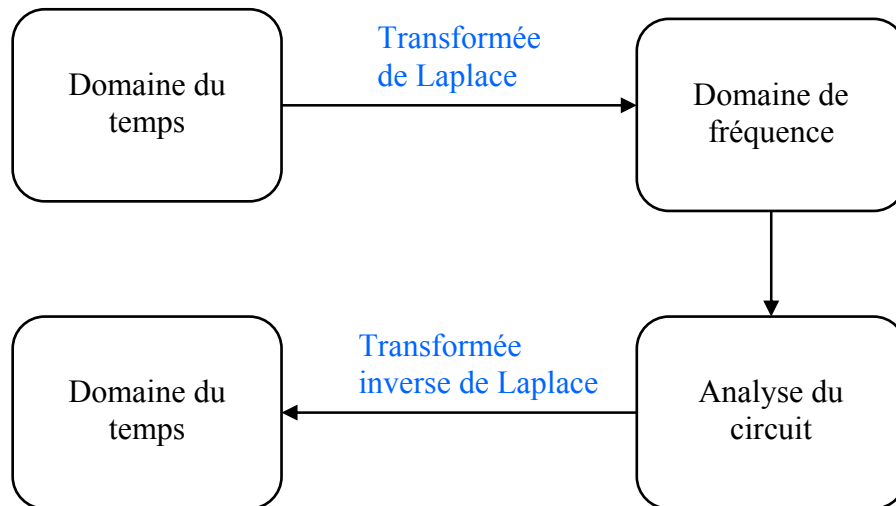 Domaine du
temps
Transformée
de Laplace
Domaine de
fréquence
Domaine du
temps
Transformée
inverse de Laplace
Analyse du
circuit